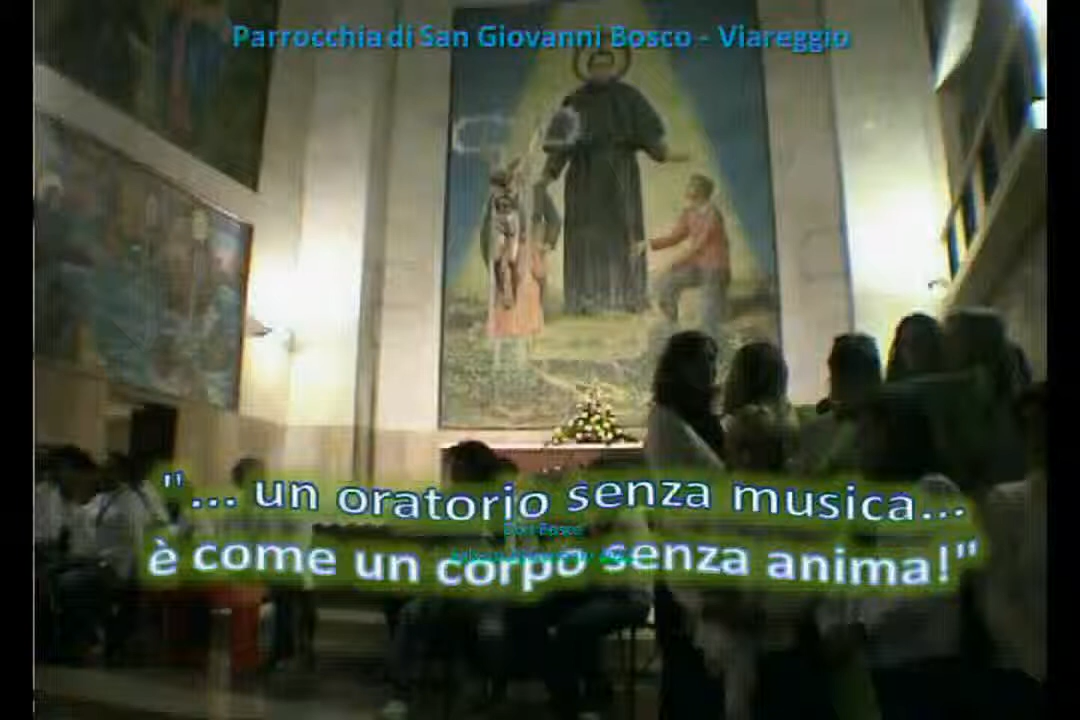 Parrocchia di San Giovanni Bosco - Viareggio
"... un oratorio senza musica...
Don Bosco
è come un corpo senza anima!"